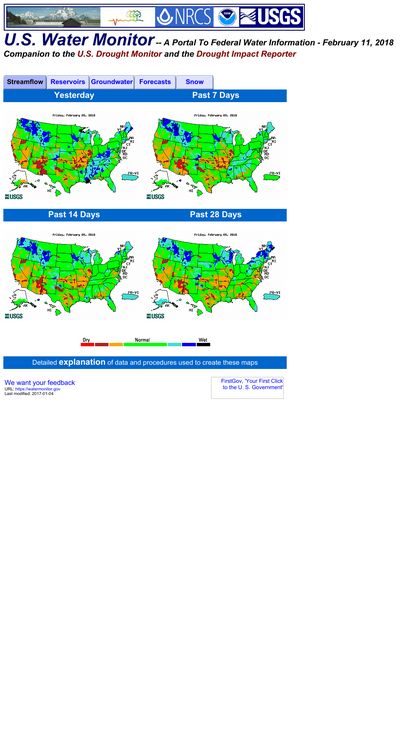 NRCS
NOAA
USGS
U.S. Water Monitor -- A Portal To Federal Water Information - February 11, 2018
Companion to the U.S. Drought Monitor and the Drought Impact Reporter
Streamflow Reservoirs Groundwater Forecasts Snow
Yesterday Past 7 Days
Friday, February 09, 2018 Friday, February 09, 2018
USGS USGS
Past 14 Days Past 28 Days
Friday, February 09, 2018 Friday, February 09, 2018
USGS USGS
Dry Normal Wet
Detailed explanation of data and procedures used to create these maps
We want your feedback
URL: https://watermonitor.gov
Last modified: 2017-01-04
FirstGov, 'Your First Click
to the U. S. Government'